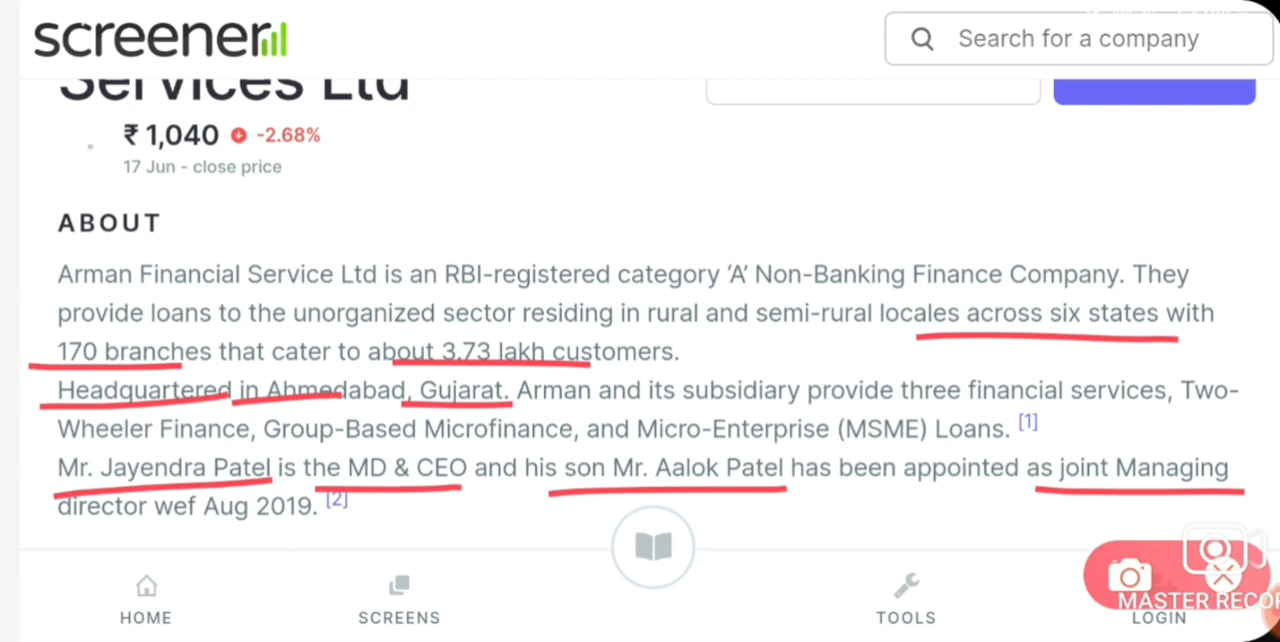 screener
Search for a company
Services Ltd
₹ 1,040 -2.68%
17 Jun - close price
ABOUT
Arman Financial Service Ltd is an RBI-registered category ‘A’ Non-Banking Finance Company. They
provide loans to the unorganized sector residing in rural and semi-rural locales across six states with
170 branches that cater to about 3.73 lakh customers.
Headquartered in Ahmedabad, Gujarat. Arman and its subsidiary provide three financial services, Two-
Wheeler Finance, Group-Based Microfinance, and Micro-Enterprise (MSME) Loans. [1]
Mr. Jayendra Patel is the MD & CEO and his son Mr. Aalok Patel has been appointed as joint Managing
director wef Aug 2019. [2]
HOME
SCREENS
TOOLS
LOGIN
MASTER RECOR